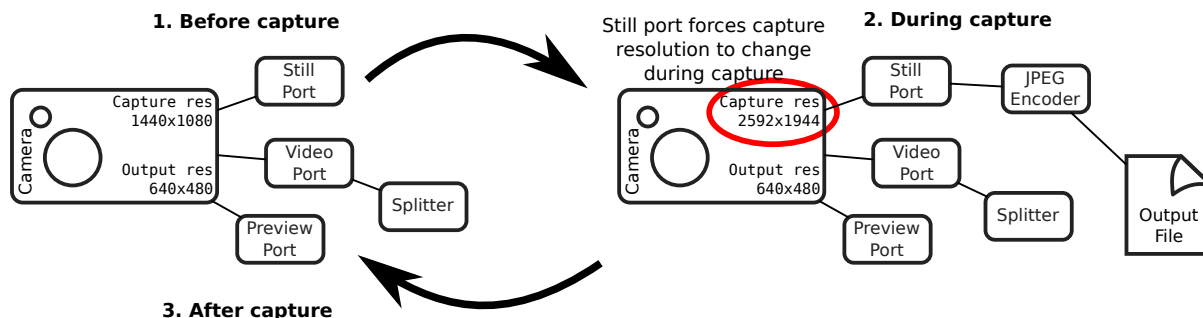 1. Before capture
Still
Port
Capture res
1440x1080
Camera
Video
Port
Output res
640x480
Splitter
Preview
Port
3. After capture
Still port forces capture
resolution to change
during capture
2. During capture
Still
Port
JPEG
Encoder
Capture res
2592x1944
Camera
Video
Port
Output res
640x480
Splitter
Preview
Port
Output
File